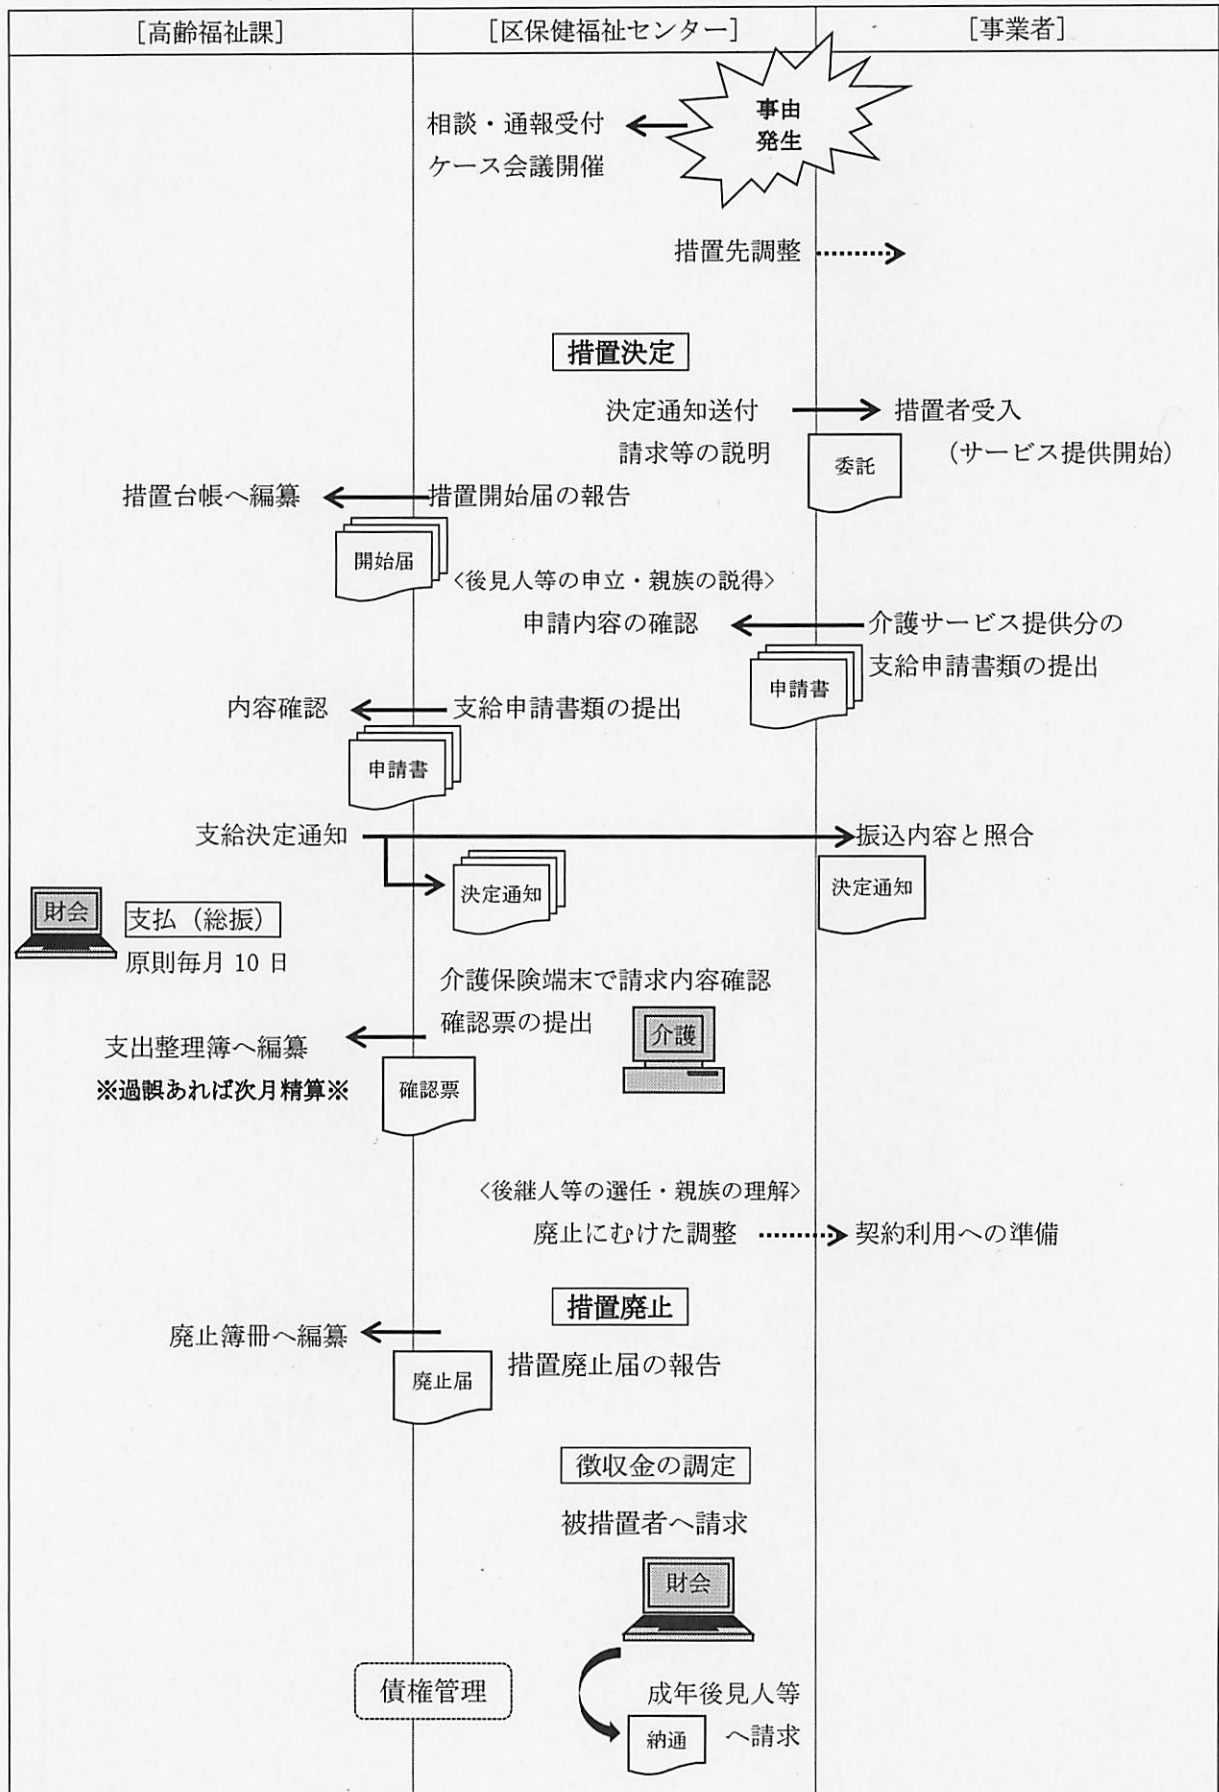 [高齢福祉課]
[区保健福祉センター]
[事業者]
事由
発生
相談・通報受付
ケース会議開催
措置先調整
措置決定
決定通知送付
措置者受入
請求等の説明
委託
(サービス提供開始)
措置台帳へ編纂
措置開始届の報告
開始届
<後見人等の申立・親族の説得>
申請内容の確認
介護サービス提供分の
支給申請書類の提出
申請書
内容確認
支給申請書類の提出
申請書
支給決定通知
振込内容と照合
決定通知
決定通知
財会
支払(総振)
原則毎月 10 日
介護保険端末で請求内容確認
確認票の提出
介護
支出整理簿へ編纂
※過誤あれば次月精算※
確認票
<後継人等の選任・親族の理解>
廃止にむけた調整
契約利用への準備
措置廃止
廃止簿冊へ編纂
措置廃止届の報告
廃止届
徴収金の調定
被措置者へ請求
財会
債権管理
成年後見人等
へ請求
納通